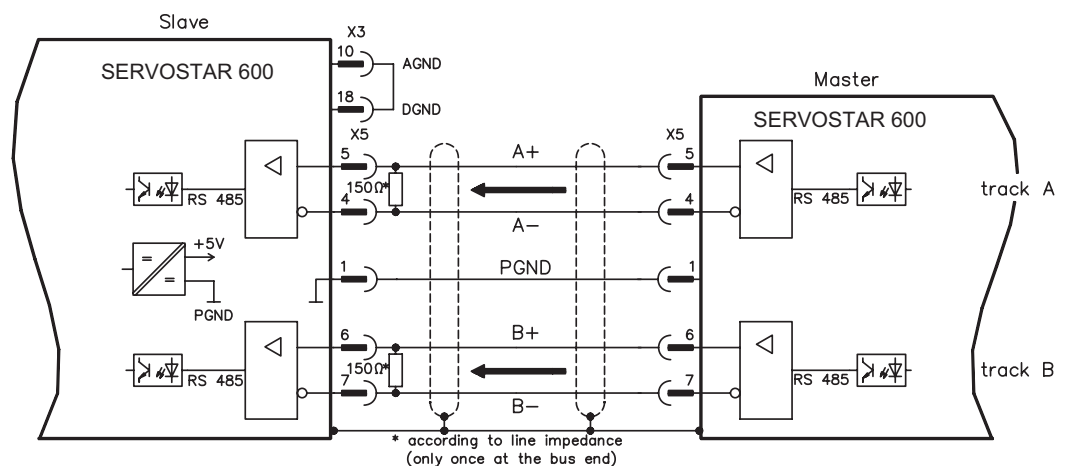 Slave
SERVOSTAR 600
X3
10
AGND
18
DGND
X5
5
150Ω*
4
RS 485
A+
A-
+5V
PGND
1
PGND
1
6
150Ω*
7
RS 485
B+
B-
Master
SERVOSTAR 600
X5
5
4
RS 485
track A
6
7
RS 485
track B
* according to line impedance
(only once at the bus end)